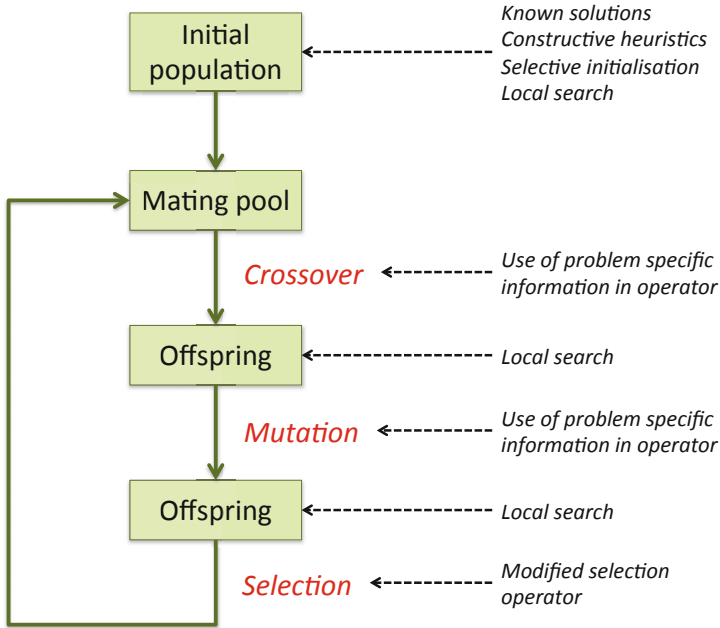 Initial
population
Known solutions
Constructive heuristics
Selective initialisation
Local search
Mating pool
Crossover
Use of problem specific
information in operator
Offspring
Local search
Mutation
Use of problem specific
information in operator
Offspring
Local search
Selection
Modified selection
operator